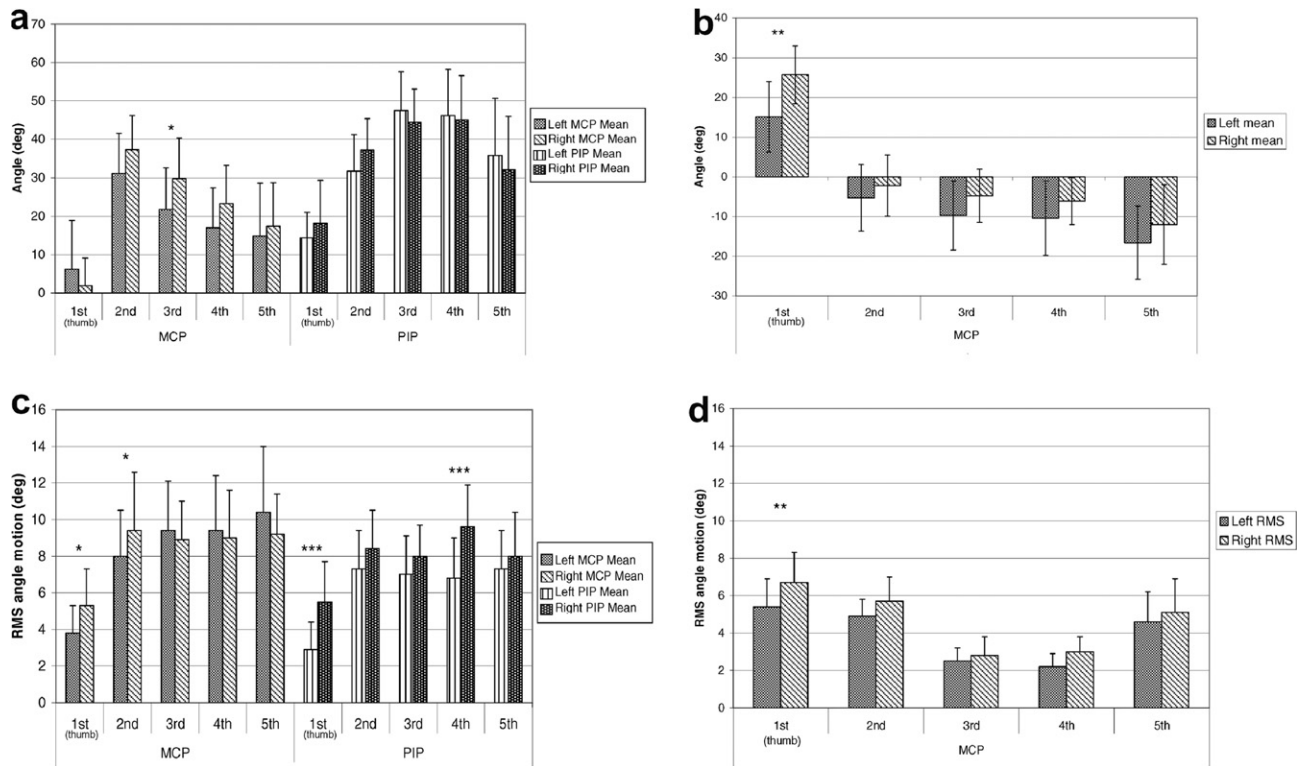 a
70
60
50
40
30
20
10
0
Angle (deg)
*
1st 2nd 3rd 4th 5th 1st 2nd 3rd 4th 5th
(thumb) (thumb)
MCP PIP
Left MCP Mean
Right MCP Mean
Left PIP Mean
Right PIP Mean
b
40
30
20
10
0
-10
-20
-30
Angle (deg)
**
1st 2nd 3rd 4th 5th
(thumb)
MCP
Left mean
Right mean
c
16
14
12
10
8
6
4
2
0
RMS angle motion (deg)
* * *** ***
1st 2nd 3rd 4th 5th 1st 2nd 3rd 4th 5th
(thumb) (thumb)
MCP PIP
Left MCP Mean
Right MCP Mean
Left PIP Mean
Right PIP Mean
d
16
14
12
10
8
6
4
2
0
RMS angle motion (deg)
**
1st 2nd 3rd 4th 5th
(thumb)
MCP
Left RMS
Right RMS